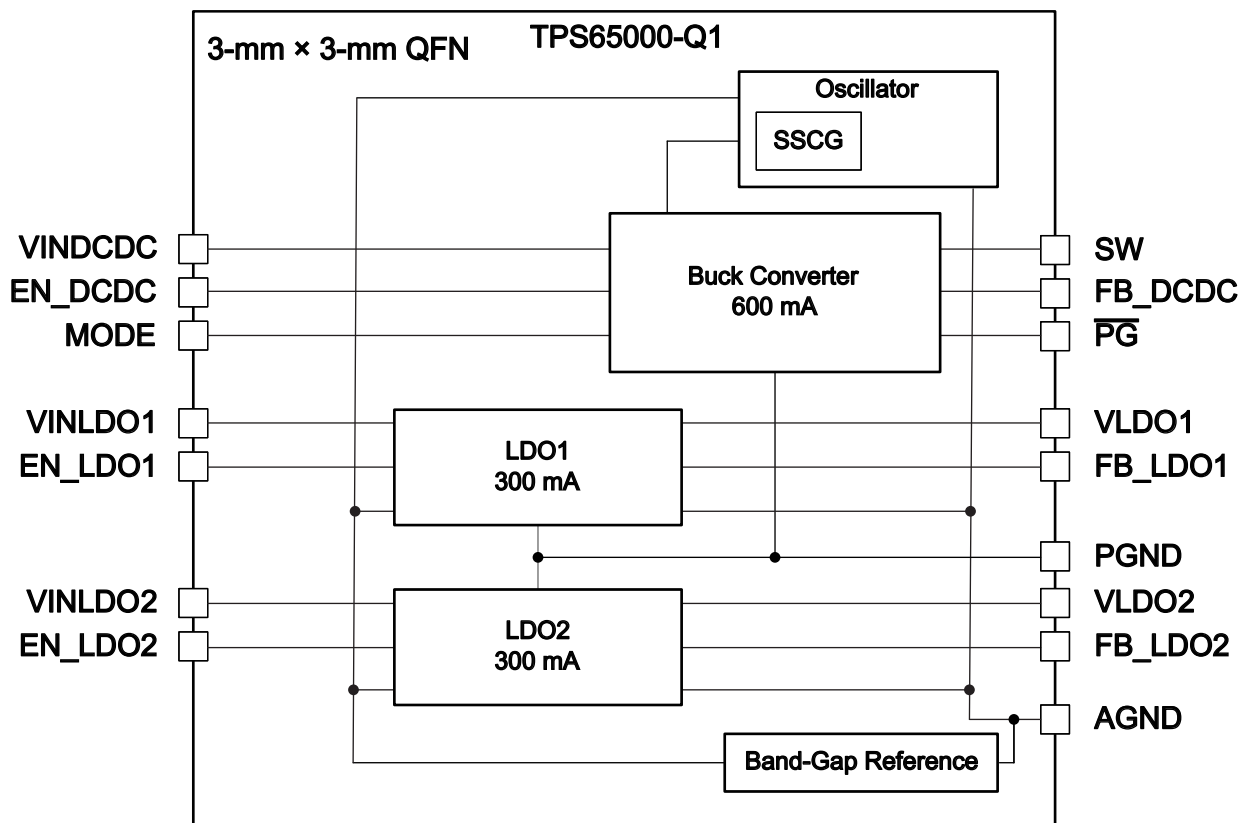 TPS65000-Q1
3-mm × 3-mm QFN
Oscillator
SSCG
VINDCDC
EN_DCDC
MODE
Buck Converter
600 mA
SW
FB_DCDC
P̅G̅
VINLDO1
EN_LDO1
LDO1
300 mA
VLDO1
FB_LDO1
PGND
VINLDO2
EN_LDO2
LDO2
300 mA
VLDO2
FB_LDO2
AGND
Band-Gap Reference